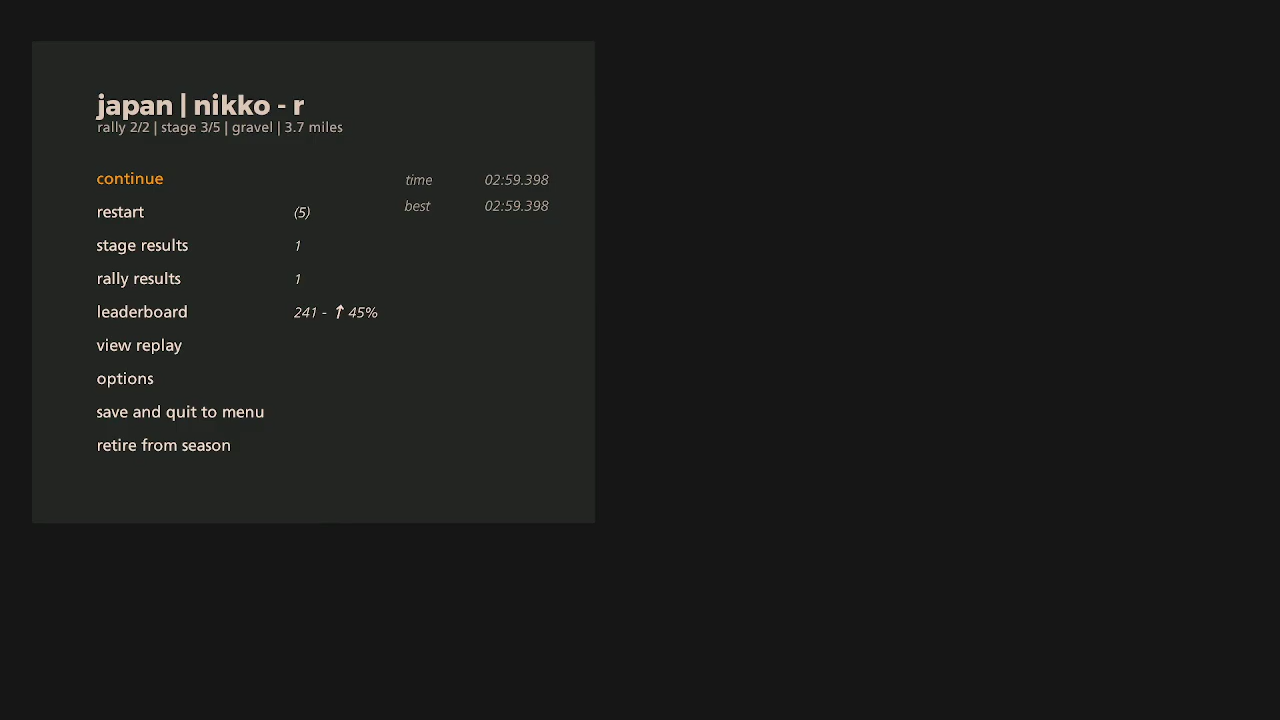 japan | nikko - r
rally 2/2 | stage 3/5 | gravel | 3.7 miles
continue
time 02:59.398
restart (5)
best 02:59.398
stage results 1
rally results 1
leaderboard 241 - ↑ 45%
view replay
options
save and quit to menu
retire from season